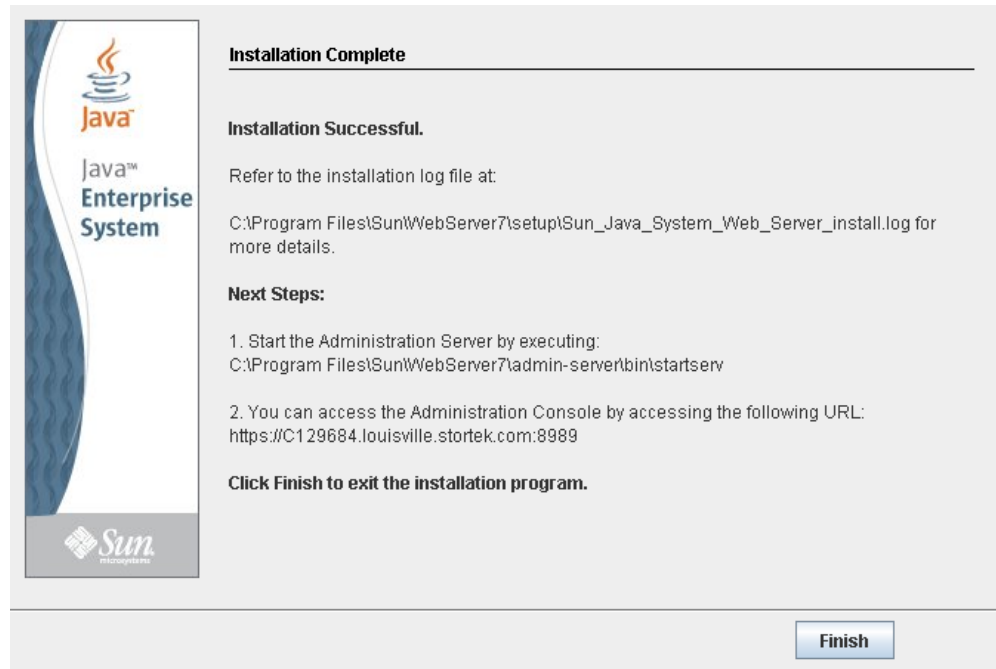 Java™
Java™
Enterprise
System
Sun
microsystems
Installation Complete
Installation Successful.
Refer to the installation log file at:
C:\Program Files\Sun\WebServer7\setup\Sun_Java_System_Web_Server_install.log for
more details.
Next Steps:
1. Start the Administration Server by executing:
C:\Program Files\Sun\WebServer7\admin-server\bin\startserv
2. You can access the Administration Console by accessing the following URL:
https://C129684.louisville.stortek.com:8989
Click Finish to exit the installation program.
Finish